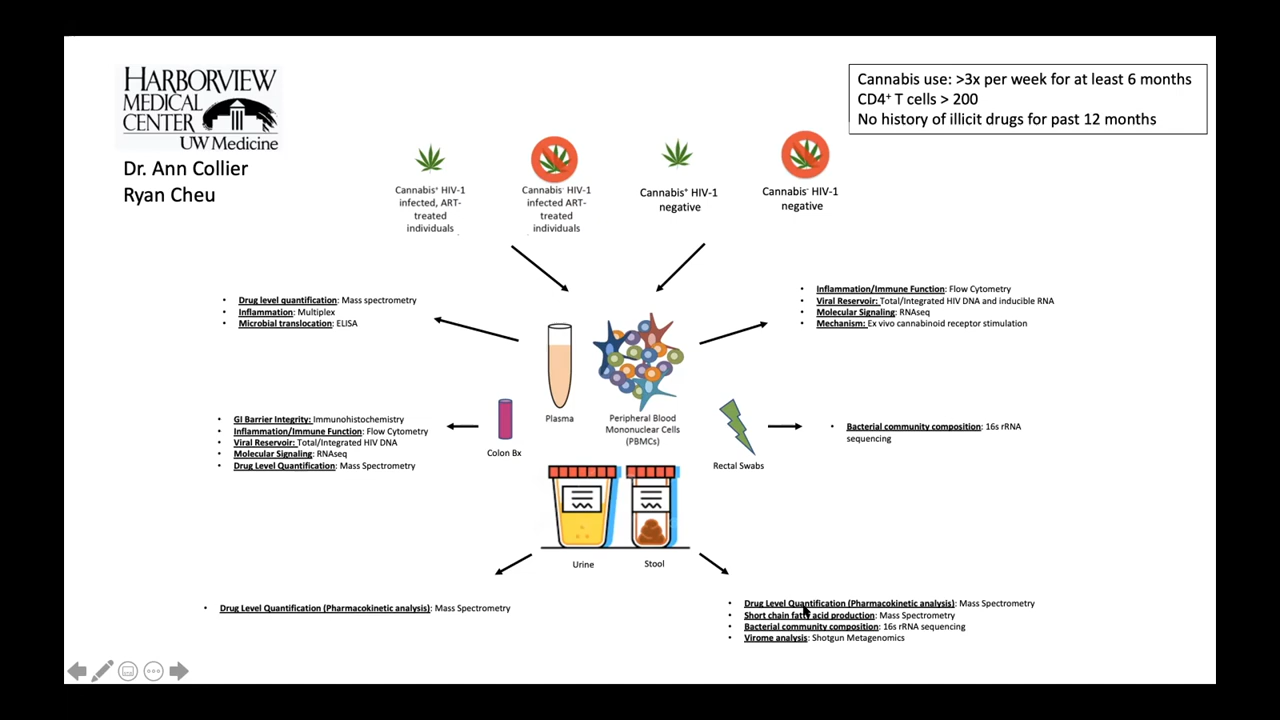 HARBORVIEW
MEDICAL
CENTER
UW Medicine
Dr. Ann Collier
Ryan Cheu
Cannabis use: >3x per week for at least 6 months
CD4⁺ T cells > 200
No history of illicit drugs for past 12 months
Cannabis⁺ HIV-1
infected, ART-
treated
individuals
Cannabis⁻ HIV-1
infected ART-
treated
individuals
Cannabis⁺ HIV-1
negative
Cannabis⁻ HIV-1
negative
• Drug level quantification: Mass spectrometry
• Inflammation: Multiplex
• Microbial translocation: ELISA
• Inflammation/Immune Function: Flow Cytometry
• Viral Reservoir: Total/Integrated HIV DNA and inducible RNA
• Molecular Signaling: RNAseq
• Mechanism: Ex vivo cannabinoid receptor stimulation
Plasma
Peripheral Blood
Mononuclear Cells
(PBMCs)
• GI Barrier Integrity: Immunohistochemistry
• Inflammation/Immune Function: Flow Cytometry
• Viral Reservoir: Total/Integrated HIV DNA
• Molecular Signaling: RNAseq
• Drug Level Quantification: Mass Spectrometry
Colon Bx
Rectal Swabs
• Bacterial community composition: 16s rRNA
sequencing
Urine
Stool
• Drug Level Quantification (Pharmacokinetic analysis): Mass Spectrometry
• Drug Level Quantification (Pharmacokinetic analysis): Mass Spectrometry
• Short chain fatty acid production: Mass Spectrometry
• Bacterial community composition: 16s rRNA sequencing
• Virome analysis: Shotgun Metagenomics